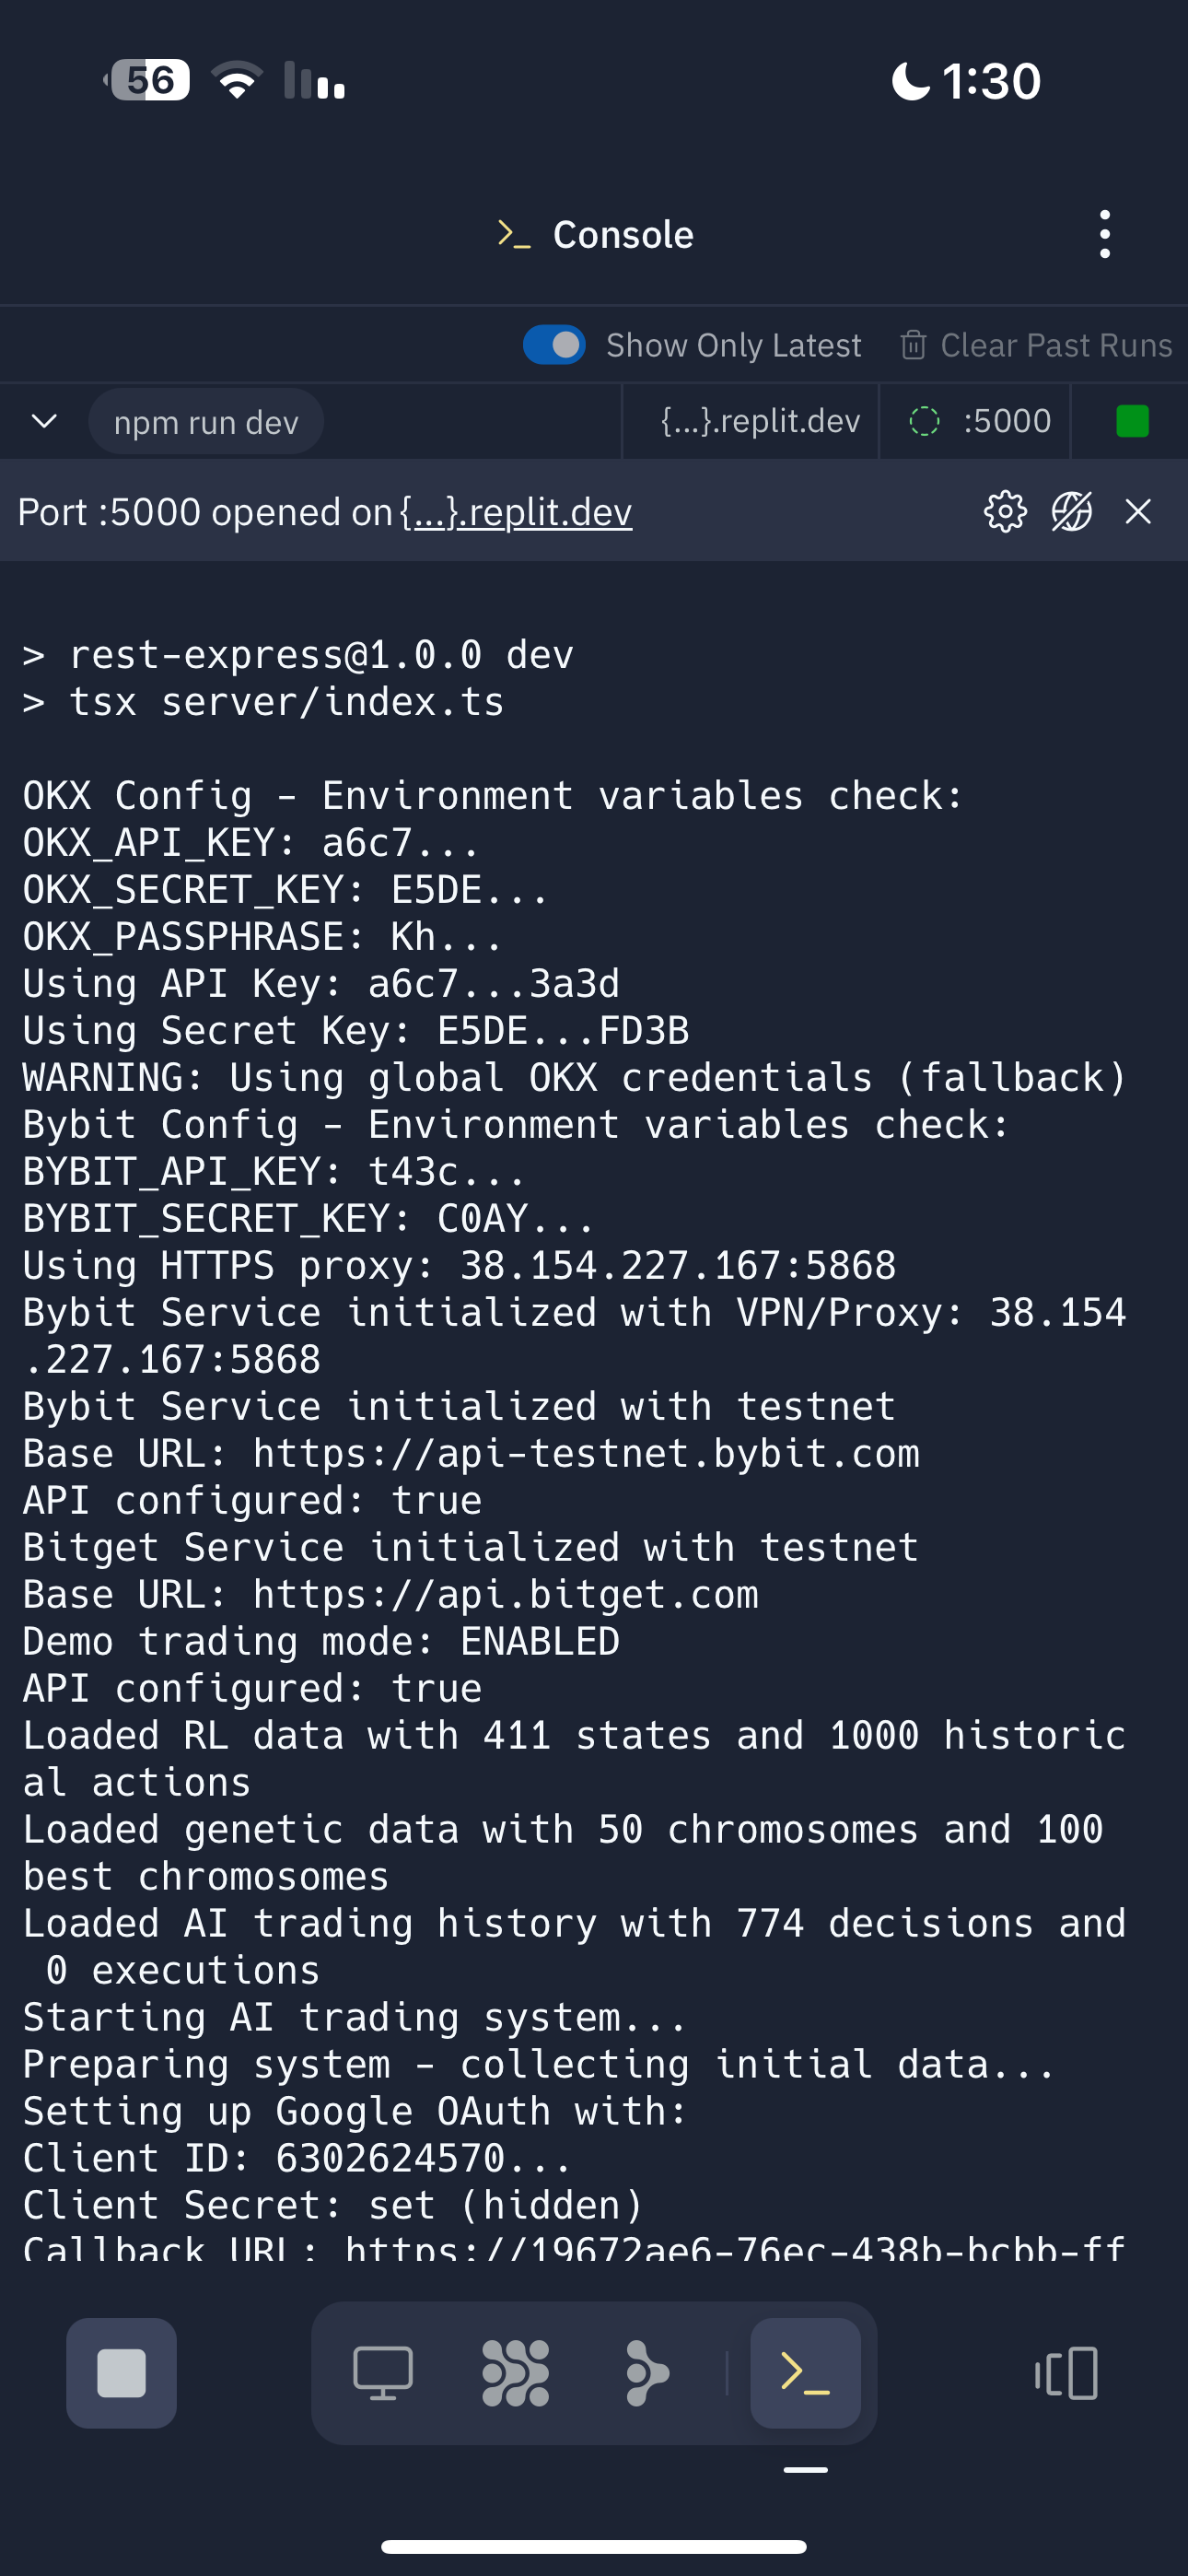 56
1:30
Console
Show Only Latest Clear Past Runs
npm run dev {...}.replit.dev :5000
Port :5000 opened on {...}.replit.dev
> rest-express@1.0.0 dev
> tsx server/index.ts
OKX Config - Environment variables check:
OKX_API_KEY: a6c7...
OKX_SECRET_KEY: E5DE...
OKX_PASSPHRASE: Kh...
Using API Key: a6c7...3a3d
Using Secret Key: E5DE...FD3B
WARNING: Using global OKX credentials (fallback)
Bybit Config - Environment variables check:
BYBIT_API_KEY: t43c...
BYBIT_SECRET_KEY: C0AY...
Using HTTPS proxy: 38.154.227.167:5868
Bybit Service initialized with VPN/Proxy: 38.154
.227.167:5868
Bybit Service initialized with testnet
Base URL: https://api-testnet.bybit.com
API configured: true
Bitget Service initialized with testnet
Base URL: https://api.bitget.com
Demo trading mode: ENABLED
API configured: true
Loaded RL data with 411 states and 1000 historic
al actions
Loaded genetic data with 50 chromosomes and 100
best chromosomes
Loaded AI trading history with 774 decisions and
0 executions
Starting AI trading system...
Preparing system - collecting initial data...
Setting up Google OAuth with:
Client ID: 6302624570...
Client Secret: set (hidden)
Callback URL: https://19672ae6-76ec-438b-bcbb-ff